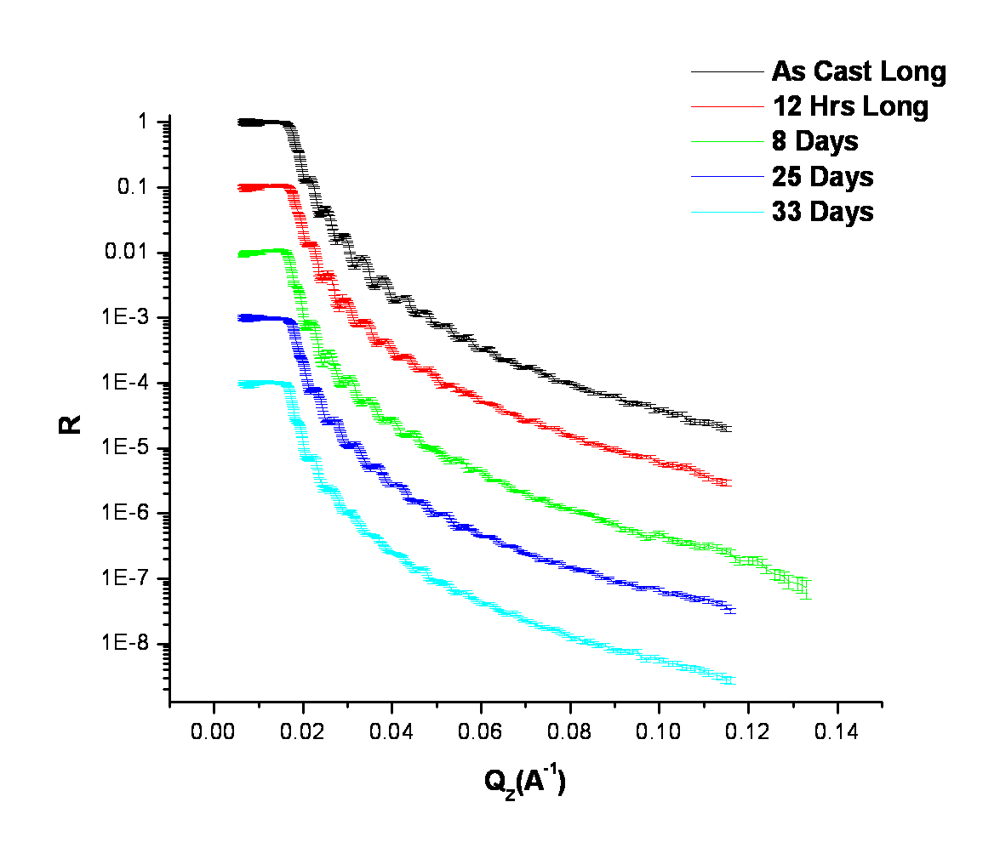 As Cast Long
12 Hrs Long
8 Days
25 Days
33 Days
1
0.1
0.01
1E-3
1E-4
1E-5
1E-6
1E-7
1E-8
R
0.00 0.02 0.04 0.06 0.08 0.10 0.12 0.14
Qz(A-1)